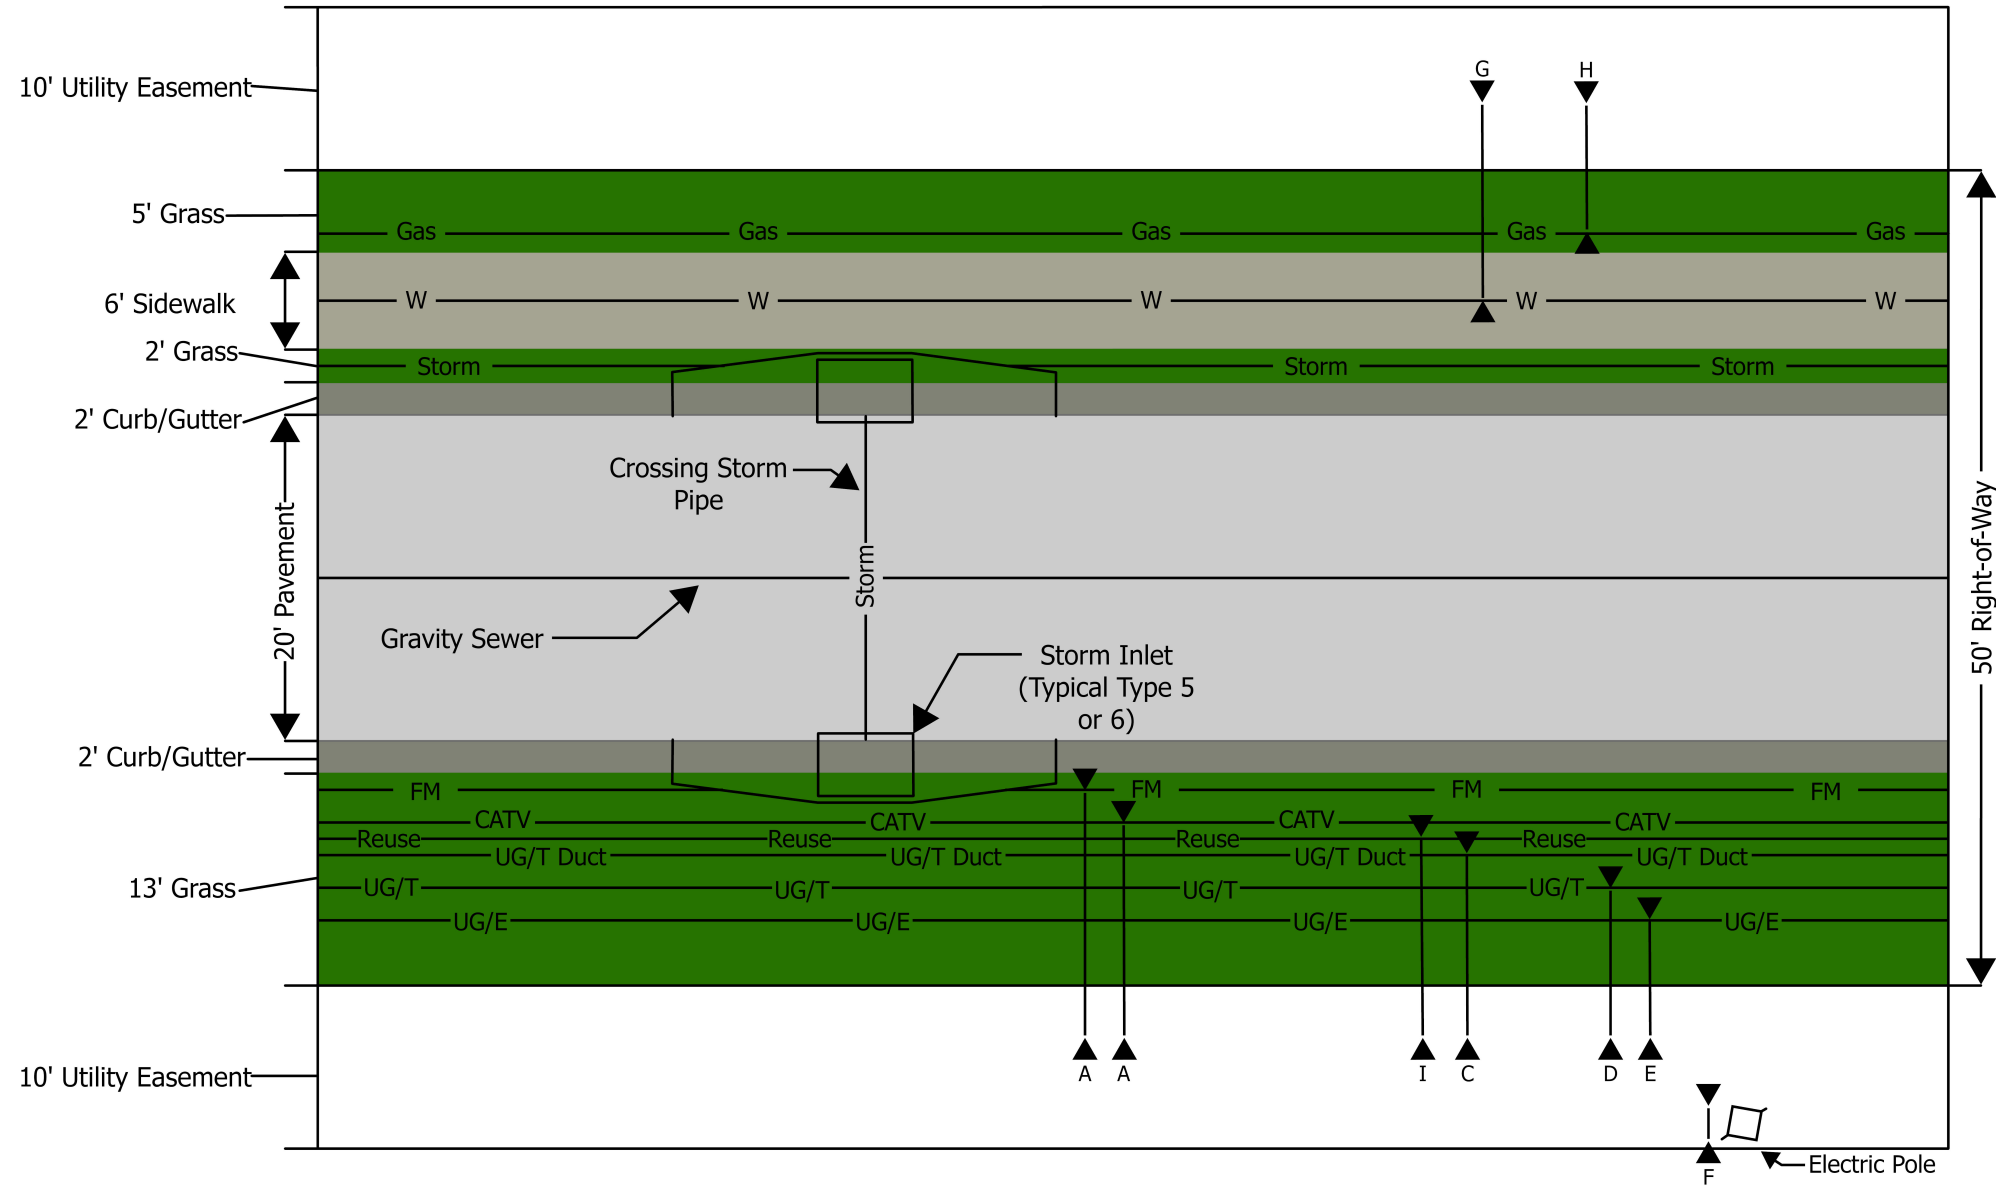 G
H
10' Utility Easement
5' Grass
Gas Gas Gas Gas Gas
6' Sidewalk
W W W W W
2' Grass
Storm Storm Storm
2' Curb/Gutter
Crossing Storm
Pipe
20' Pavement
Storm
50' Right-of-Way
Gravity Sewer
Storm Inlet
(Typical Type 5
or 6)
2' Curb/Gutter
FM FM FM FM
CATV CATV CATV CATV
Reuse Reuse Reuse Reuse
UG/T Duct UG/T Duct UG/T Duct UG/T Duct
13' Grass
UG/T UG/T UG/T UG/T
UG/E UG/E UG/E UG/E
10' Utility Easement
A A I C D E
F
Electric Pole